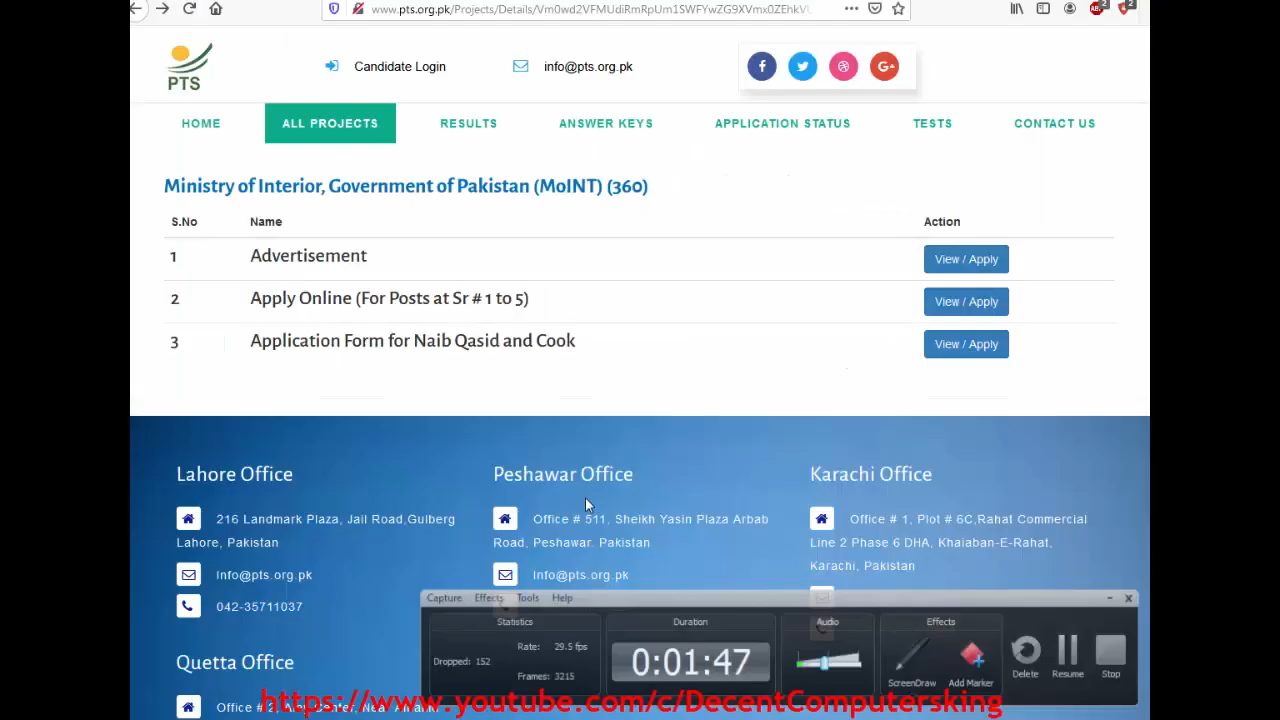 www.pts.org.pk/Projects/Details/Vm0wd2VFMUdiRmRpUm1SWFYwZG9XVmx0ZEhkV
2
2
PTS
Candidate Login
info@pts.org.pk
HOME
ALL PROJECTS
RESULTS
ANSWER KEYS
APPLICATION STATUS
TESTS
CONTACT US
Ministry of Interior, Government of Pakistan (MoINT) (360)
S.No Name Action
1 Advertisement View / Apply
2 Apply Online (For Posts at Sr # 1 to 5) View / Apply
3 Application Form for Naib Qasid and Cook View / Apply
Lahore Office
216 Landmark Plaza, Jail Road,Gulberg
Lahore, Pakistan
Info@pts.org.pk
042-35711037
Peshawar Office
Office # 511, Sheikh Yasin Plaza Arbab
Road, Peshawar. Pakistan
Info@pts.org.pk
Karachi Office
Office # 1, Plot # 6C,Rahat Commercial
Line 2 Phase 6 DHA, Khaiaban-E-Rahat,
Karachi, Pakistan
Quetta Office
Capture Effects Tools Help
Statistics
Rate: 29.5 fps
Dropped: 152
Frames: 3215
Duration
0:01:47
Audio
Effects
ScreenDraw
Add Marker
Delete
Resume
Stop
https://www.youtube.com/c/DecentComputersking